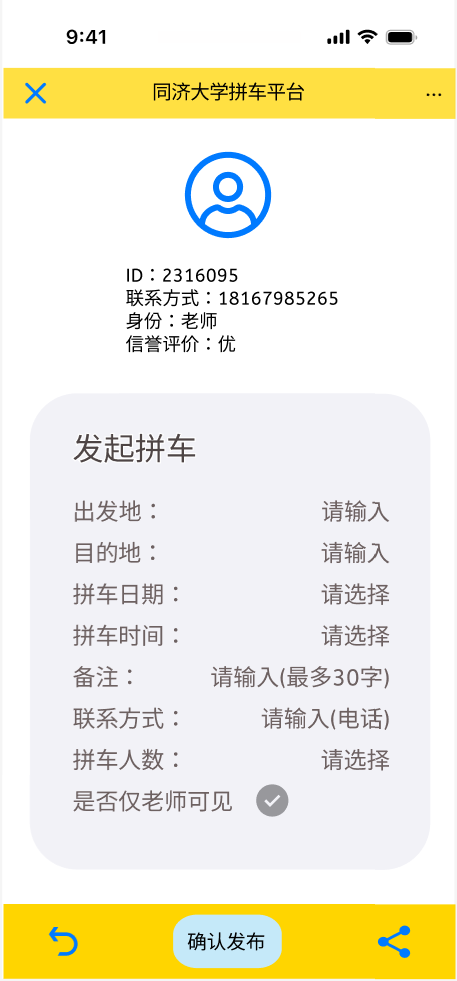 9:41
同济大学拼车平台
...
ID：2316095
联系方式：18167985265
身份：老师
信誉评价：优
发起拼车
出发地： 请输入
目的地： 请输入
拼车日期： 请选择
拼车时间： 请选择
备注： 请输入(最多30字)
联系方式： 请输入(电话)
拼车人数： 请选择
是否仅老师可见
确认发布